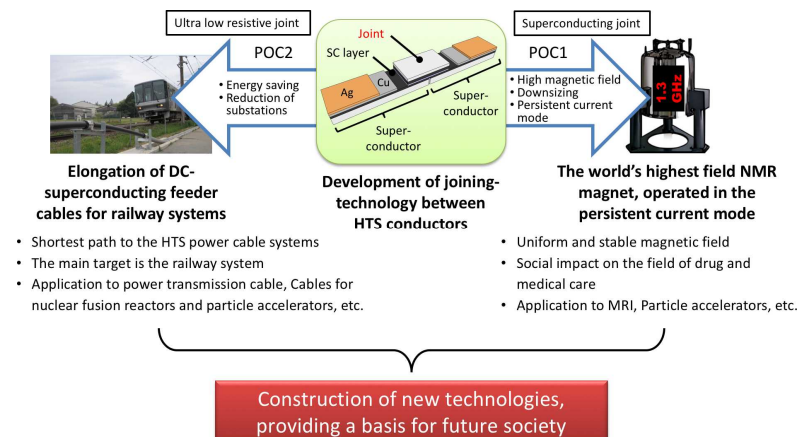 Ultra low resistive joint
Superconducting joint
POC2
• Energy saving
• Reduction of
substations
Joint
SC layer
Ag
Cu
Super-
conductor
Super-
conductor
POC1
• High magnetic field
• Downsizing
• Persistent current
mode
1.3
GHz
Elongation of DC-
superconducting feeder
cables for railway systems
Development of joining-
technology between
HTS conductors
The world's highest field NMR
magnet, operated in the
persistent current mode
• Shortest path to the HTS power cable systems
• The main target is the railway system
• Application to power transmission cable, Cables for
nuclear fusion reactors and particle accelerators, etc.
• Uniform and stable magnetic field
• Social impact on the field of drug and
medical care
• Application to MRI, Particle accelerators, etc.
Construction of new technologies,
providing a basis for future society